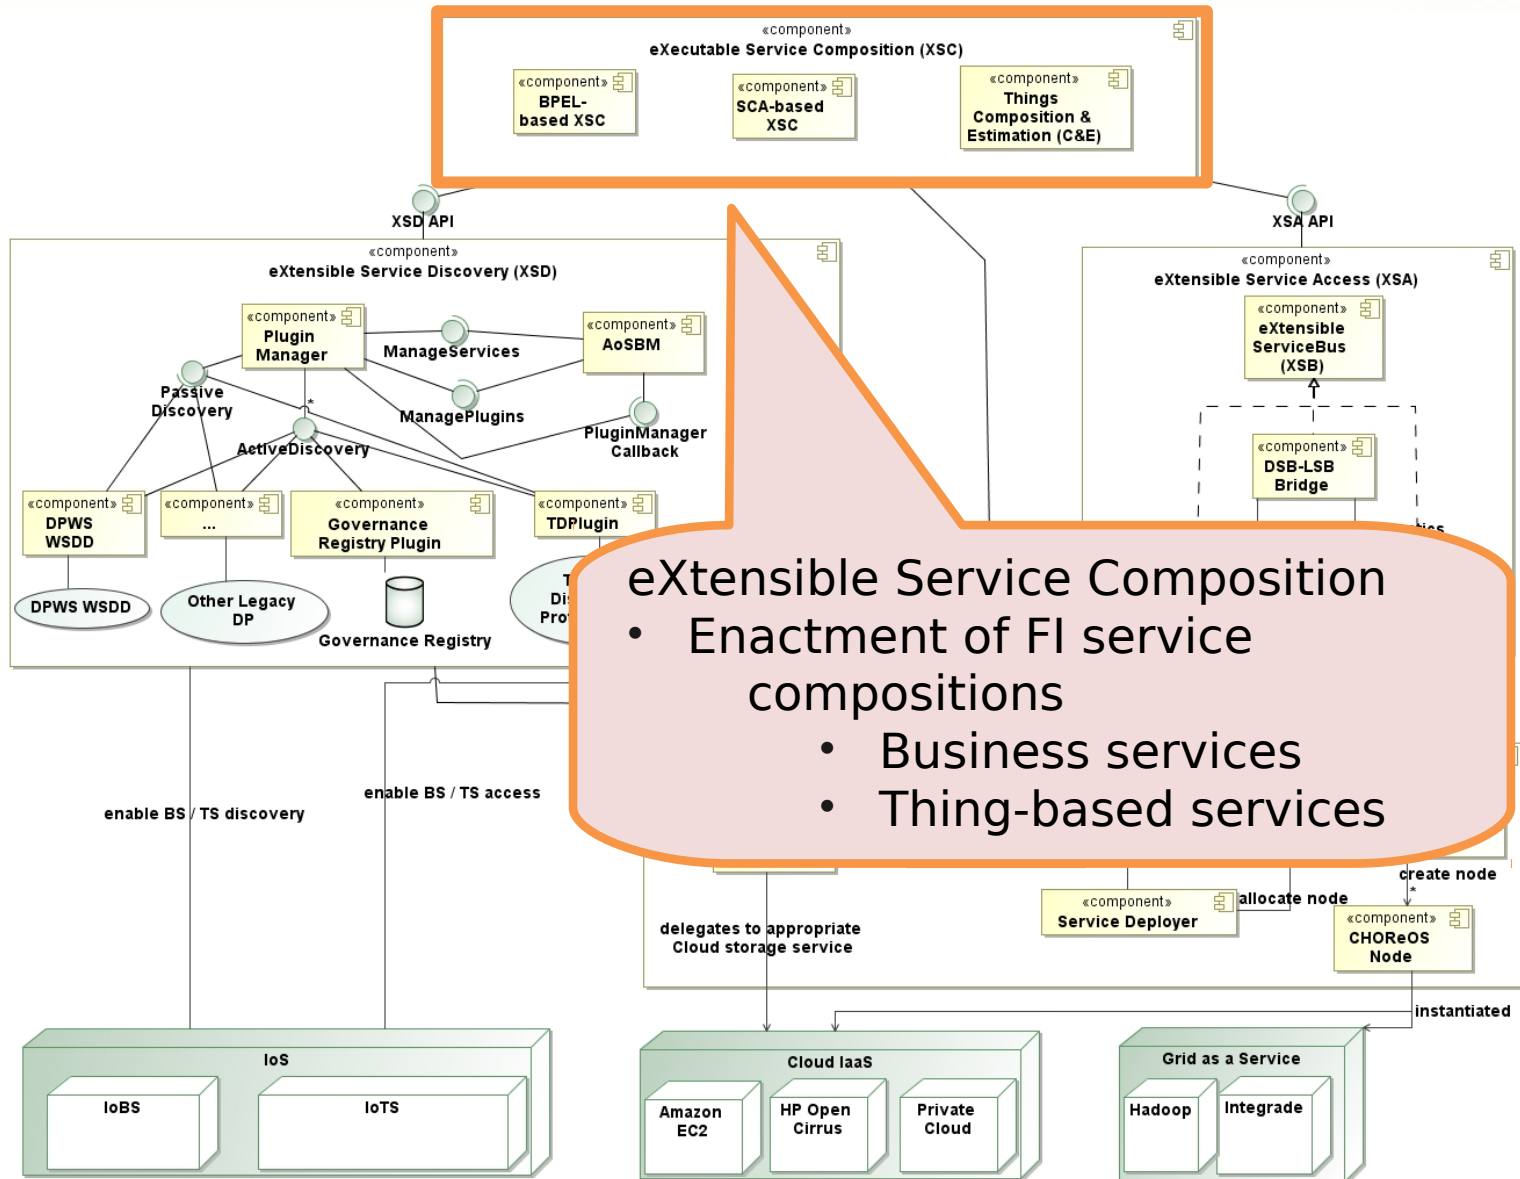 «component»
eXecutable Service Composition (XSC)
«component»
BPEL-
based XSC
«component»
SCA-based
XSC
«component»
Things
Composition &
Estimation (C&E)
XSD API
XSA API
«component»
eXtensible Service Discovery (XSD)
«component»
Plugin
Manager
ManageServices
«component»
AoSBM
Passive
Discovery
*
ManagePlugins
PluginManager
Callback
ActiveDiscovery
«component»
DPWS
WSDD
«component»
...
«component»
Governance
Registry Plugin
«component»
TDPlugin
DPWS WSDD
Other Legacy
DP
Governance Registry
«component»
eXtensible Service Access (XSA)
«component»
eXtensible
ServiceBus
(XSB)
«component»
DSB-LSB
Bridge
eXtensible Service Composition
• Enactment of FI service
compositions
• Business services
• Thing-based services
enable BS / TS discovery
enable BS / TS access
create node
*
allocate node
«component»
Service Deployer
«component»
CHOReOS
Node
delegates to appropriate
Cloud storage service
instantiated
IoS
IoBS
IoTS
Cloud IaaS
Amazon
EC2
HP Open
Cirrus
Private
Cloud
Grid as a Service
Hadoop
Integrade